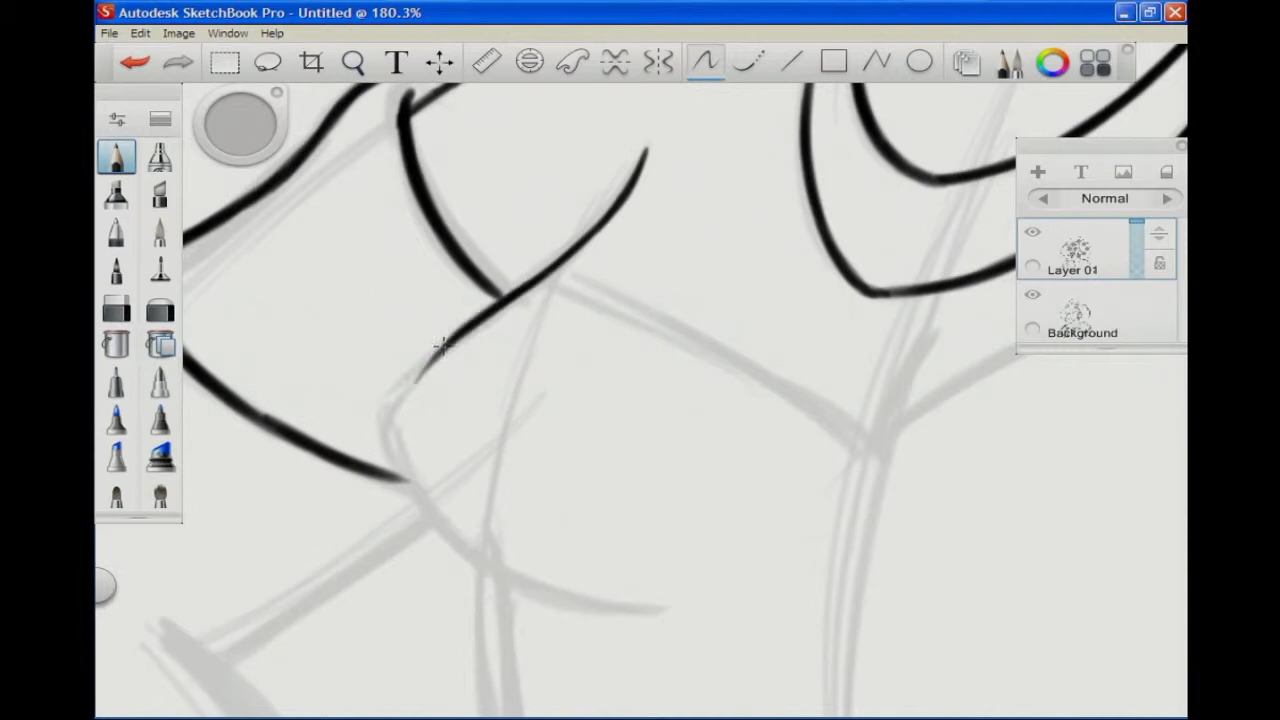 Autodesk SketchBook Pro - Untitled @ 180.3%
File Edit Image Window Help
T
T
Normal
Layer 01
Background